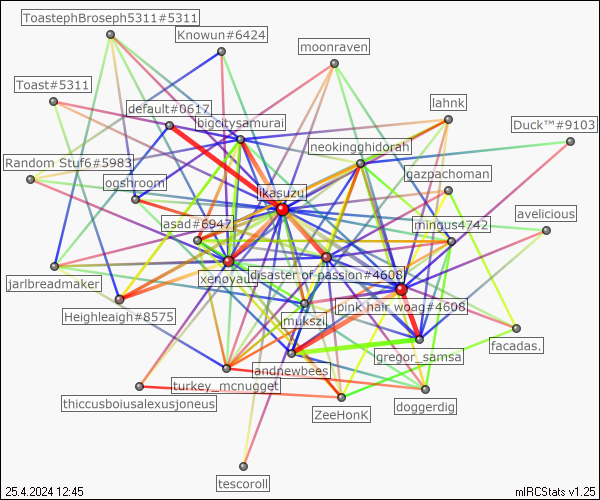 ToastephBroseph5311#5311
Knowun#6424
moonraven
Toast#5311
default#0617
lahnk
bigcitysamurai
Duck™#9103
neokingghidorah
Random Stuf6#5983
gazpachoman
ogshroom
ikasuzu
avelicious
asad#6947
mingus4742
xenoyaul
disaster of passion#4608
jarlbreadmaker
pink hair woag#4608
Heighleaigh#8575
mukszi
gregor_samsa
facadas.
andnewbees
turkey_mcnugget
thiccusboiusalexusjoneus
ZeeHonk
doggerdig
tescoroll
25.4.2024 12:45
mIRCStats v1.25